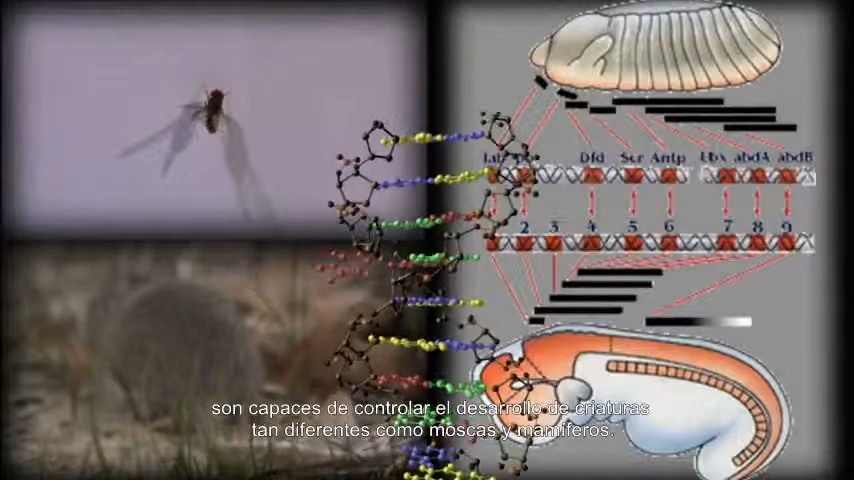 Dfd Scr Antp Ubx abdA abdB
2 3 4 5 6 7 8 9
son capaces de controlar el desarrollo de criaturas
tan diferentes como moscas y mamíferos.